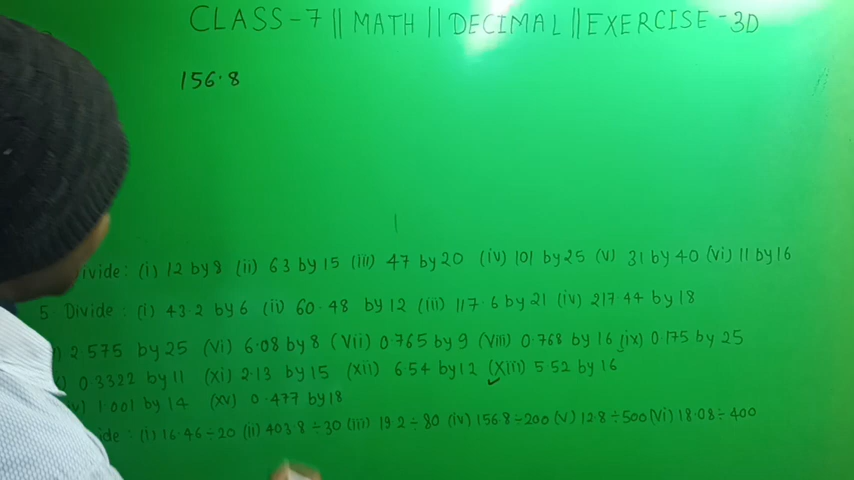 CLASS-7 || MATH || DECIMAL || EXERCISE-3D
156.8
ivide: (i) 12 by 8 (ii) 63 by 15 (iii) 47 by 20 (iv) 101 by 25 (v) 31 by 40 (vi) 11 by 16
5. Divide: (i) 43.2 by 6 (ii) 60.48 by 12 (iii) 117.6 by 21 (iv) 217.44 by 18
) 2.575 by 25 (vi) 6.08 by 8 (vii) 0.765 by 9 (viii) 0.768 by 16 (ix) 0.175 by 25
) 0.3322 by 11 (xi) 2.13 by 15 (xii) 6.54 by 12 (xiii) 5.52 by 16
) 1.001 by 14 (xv) 0.477 by 18
ide: (i) 16.46÷20 (ii) 403.8÷30 (iii) 19.2÷80 (iv) 156.8÷200 (v) 12.8÷500 (vi) 18.08÷400